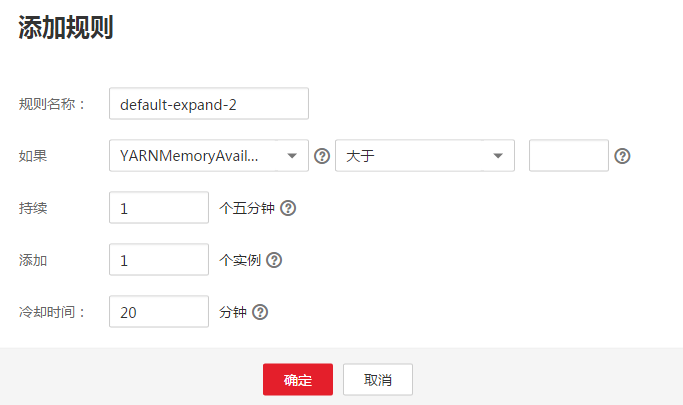 添加规则
规则名称： default-expand-2
如果 YARNMemoryAvail... ? 大于 ?
持续 1 个五分钟 ?
添加 1 个实例 ?
冷却时间： 20 分钟 ?
确定 取消